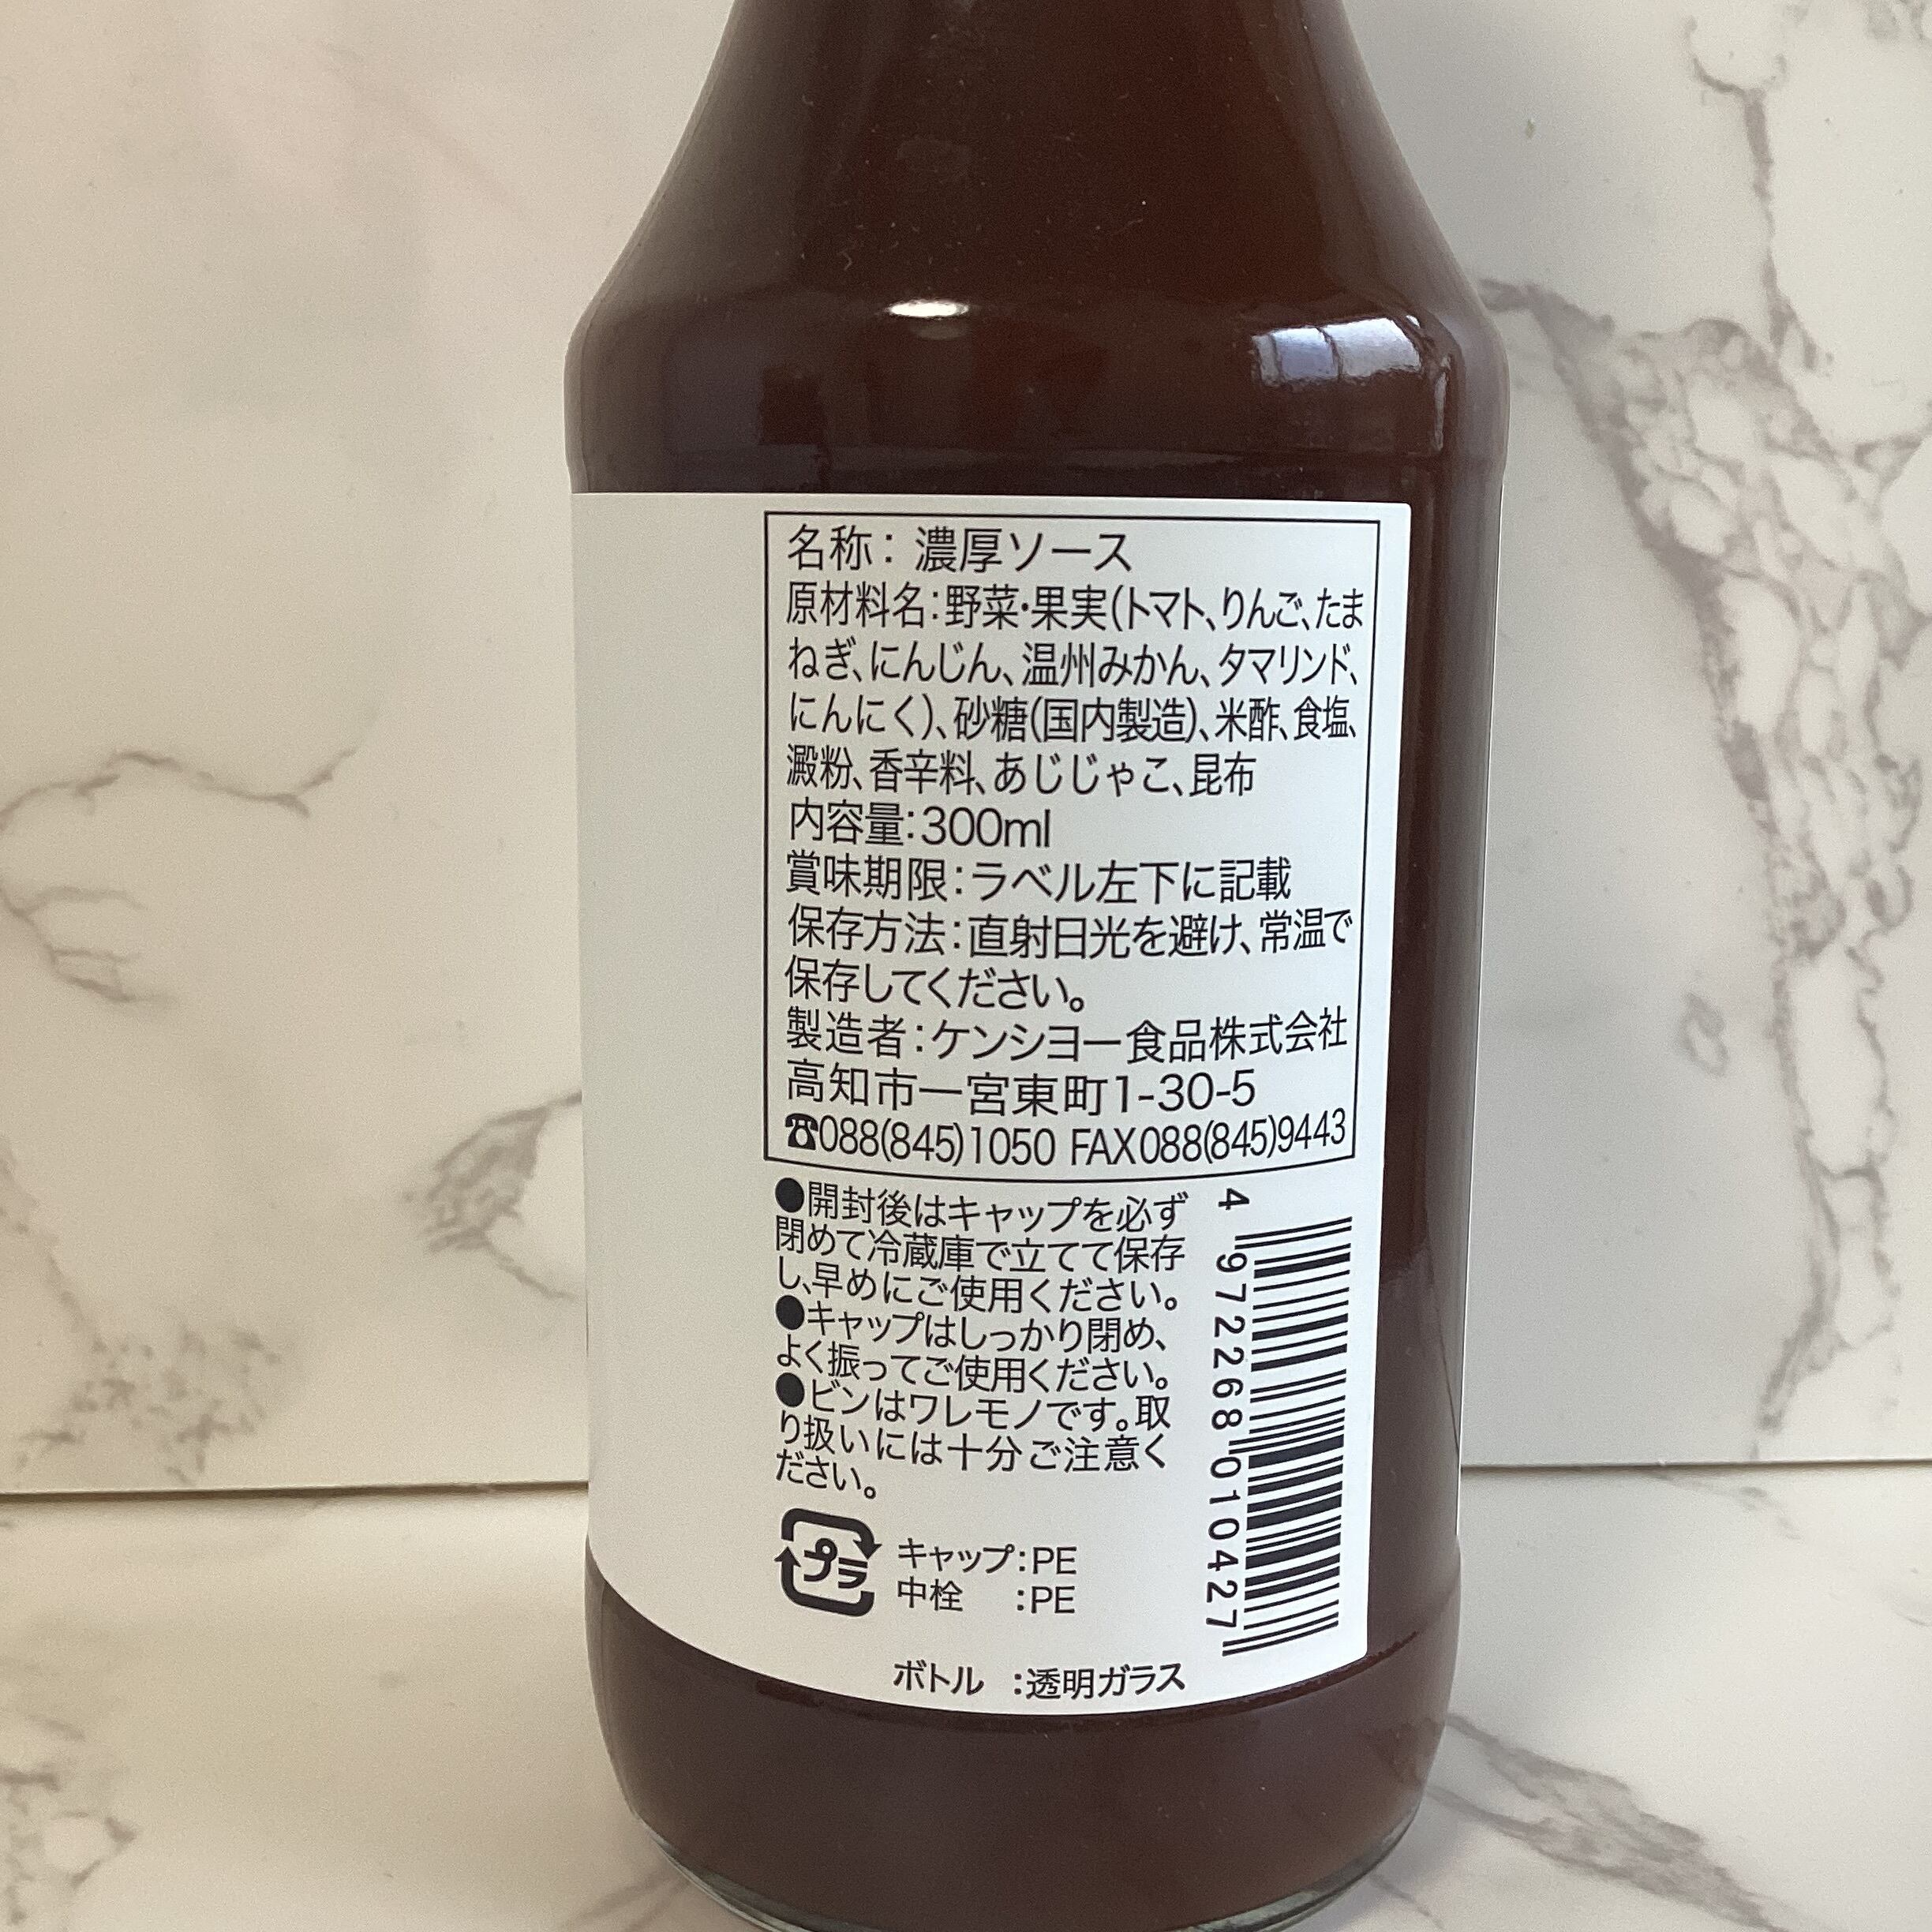 名称：濃厚ソース
原材料名：野菜・果実(トマト、りんご、たま
ねぎ、にんじん、温州みかん、タマリンド、
にんにく)、砂糖(国内製造)、米酢、食塩、
澱粉、香辛料、あじじゃこ、昆布
内容量：300ml
賞味期限：ラベル左下に記載
保存方法：直射日光を避け、常温で
保存してください。
製造者：ケンシヨー食品株式会社
高知市一宮東町1-30-5
☎088(845)1050 FAX088(845)9443
●開封後はキャップを必ず
閉めて冷蔵庫で立てて保存
し、早めにご使用ください。
●キャップはしっかり閉め、
よく振ってご使用ください。
●ビンはワレモノです。取
り扱いには十分ご注意く
ださい。
プラ
キャップ：PE
中栓　：PE
ボトル　：透明ガラス
4 972268 010427